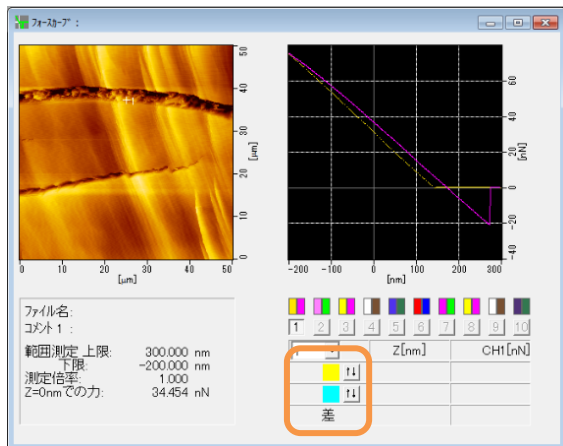 フォースカーブ :
+1
50
40
30
20
10
0
[μm]
0 10 20 30 40 50
[μm]
60
40
20
0
-20
-40
[nN]
-200 -100 0 100 200 300
[nm]
ファイル名:
コメント 1 :
範囲測定 上限: 300.000 nm
下限: -200.000 nm
測定倍率: 1.000
Z=0nmでの力: 34.454 nN
1 2 3 4 5 6 7 8 9 10
Z[nm] CH1[nN]
差